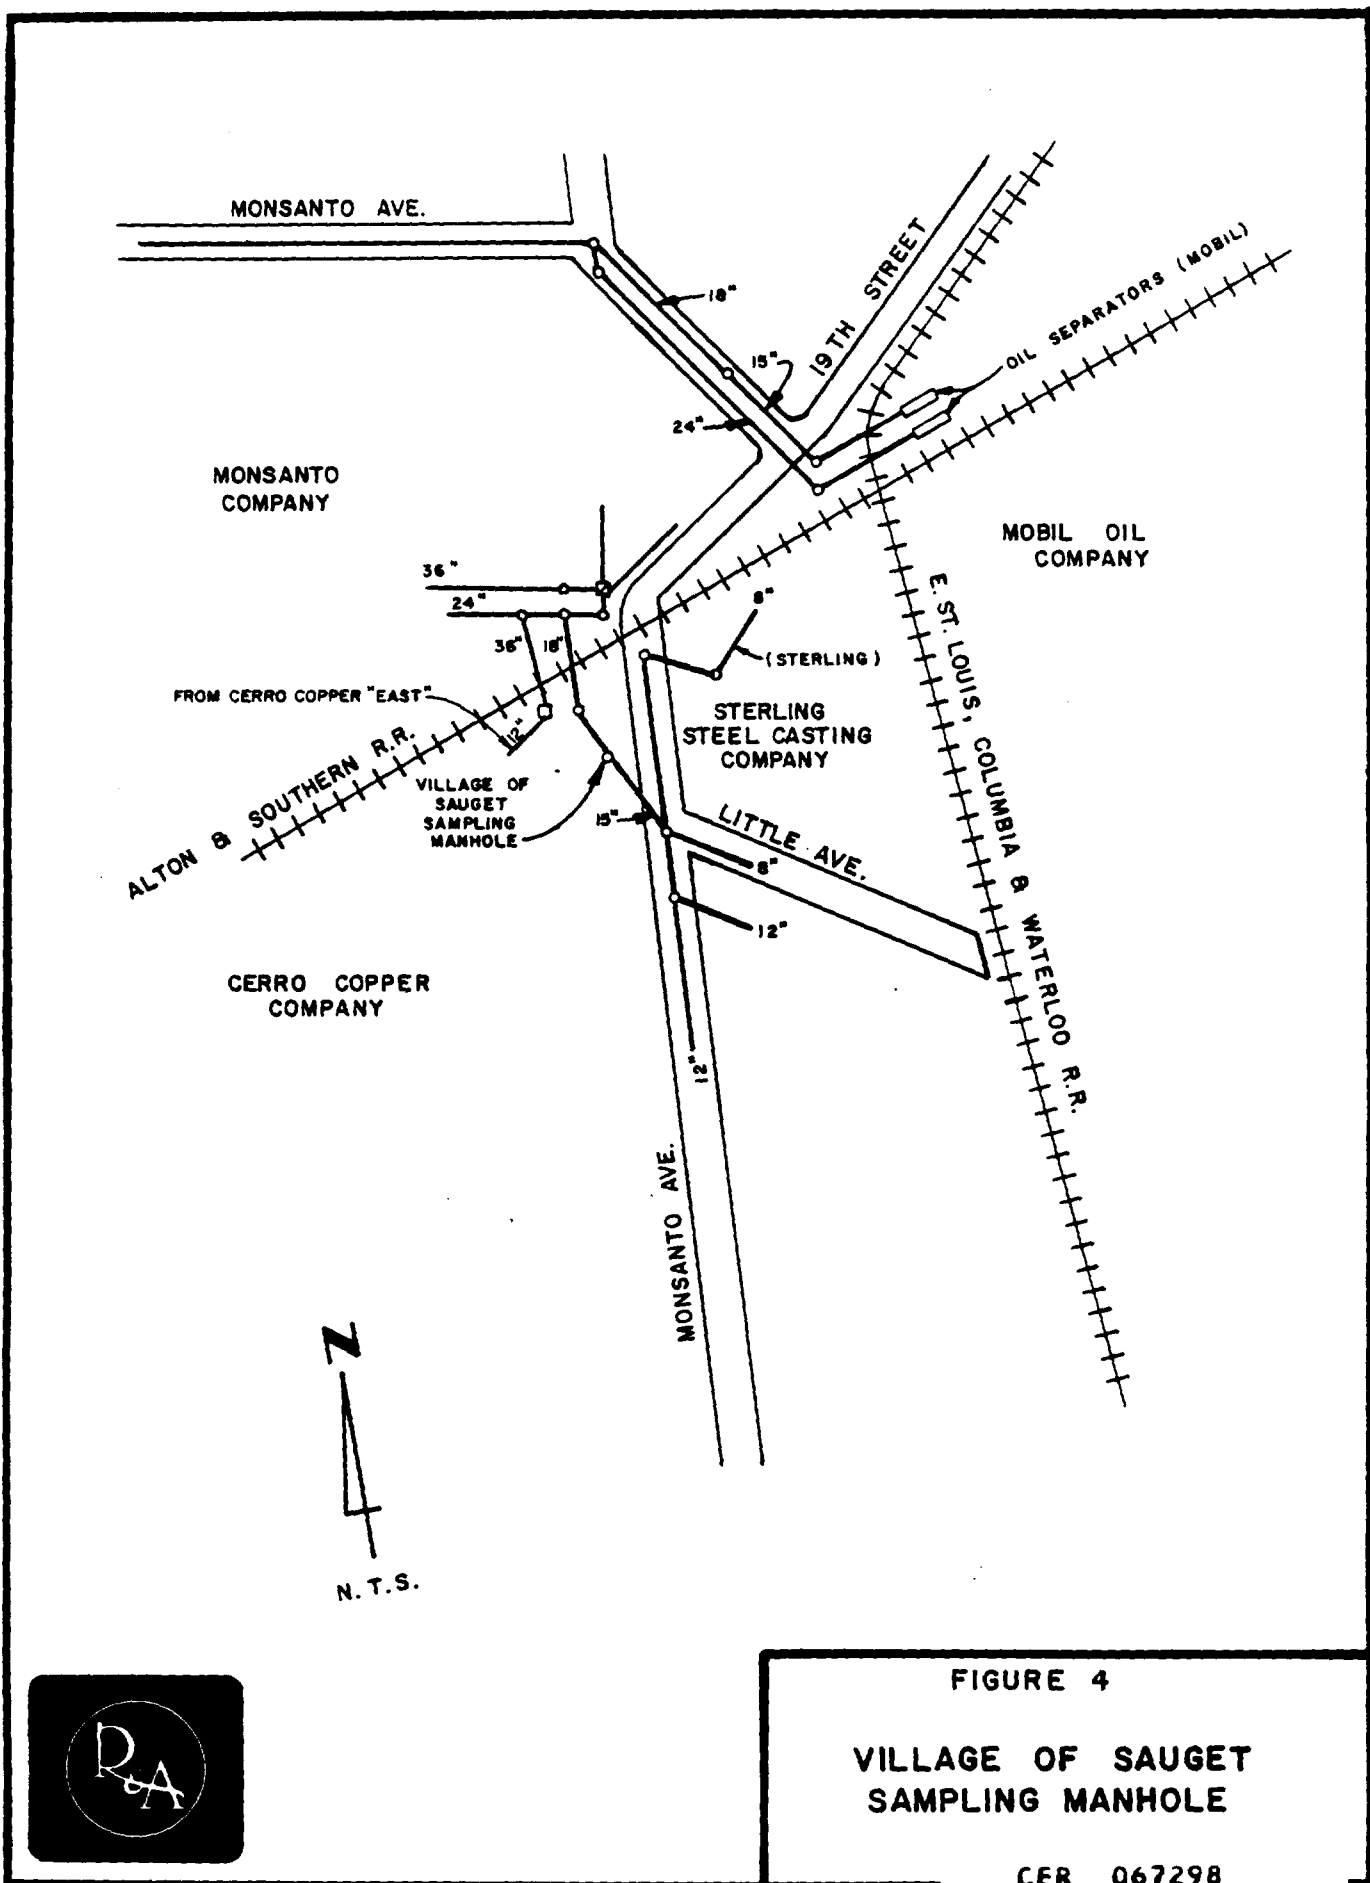 MONSANTO AVE.
18"
19TH STREET
OIL SEPARATORS (MOBIL)
15"
24"
MONSANTO
COMPANY
MOBIL OIL
COMPANY
36"
24"
36"
18"
8"
(STERLING)
FROM CERRO COPPER "EAST"
12"
STERLING
STEEL CASTING
COMPANY
E. ST. LOUIS, COLUMBIA & WATERLOO R.R.
ALTON & SOUTHERN R.R.
VILLAGE OF
SAUGET
SAMPLING
MANHOLE
15"
LITTLE AVE.
8"
12"
CERRO COPPER
COMPANY
12"
MONSANTO AVE.
N
N.T.S.
R&A
FIGURE 4
VILLAGE OF SAUGET
SAMPLING MANHOLE
CER 067298